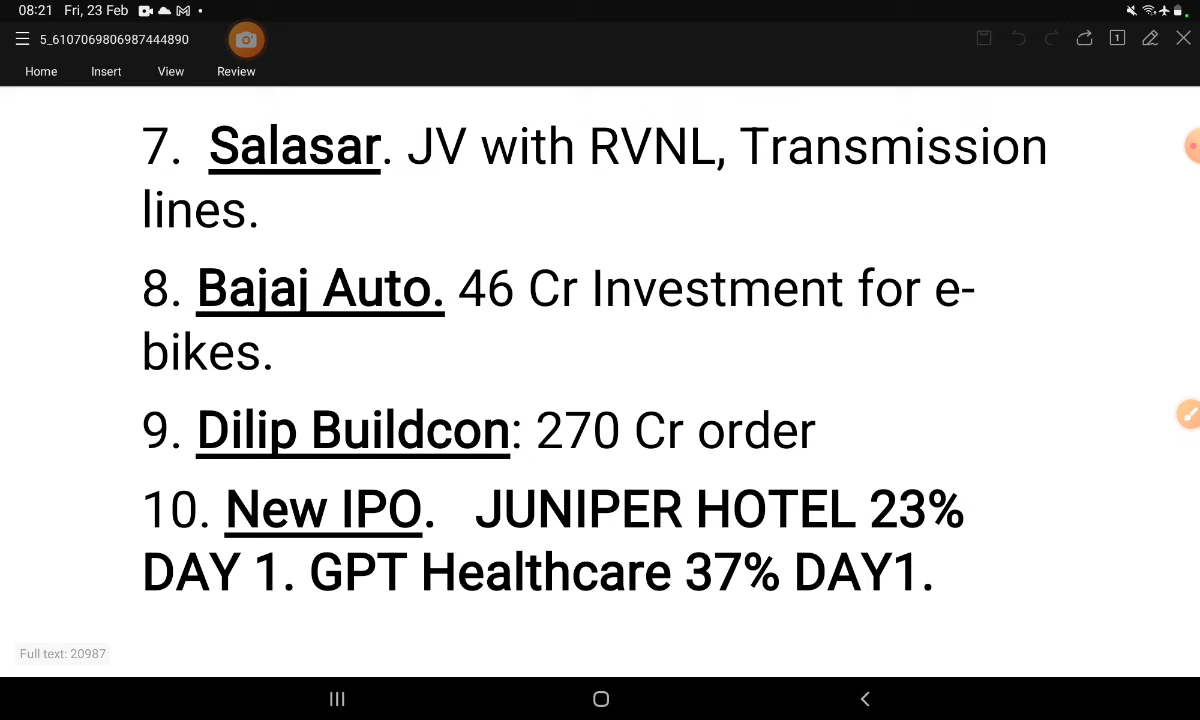 08:21 Fri, 23 Feb
5_6107069806987444890
1
Home Insert View Review
7. Salasar. JV with RVNL, Transmission
lines.
8. Bajaj Auto. 46 Cr Investment for e-
bikes.
9. Dilip Buildcon: 270 Cr order
10. New IPO. JUNIPER HOTEL 23%
DAY 1. GPT Healthcare 37% DAY1.
Full text: 20987